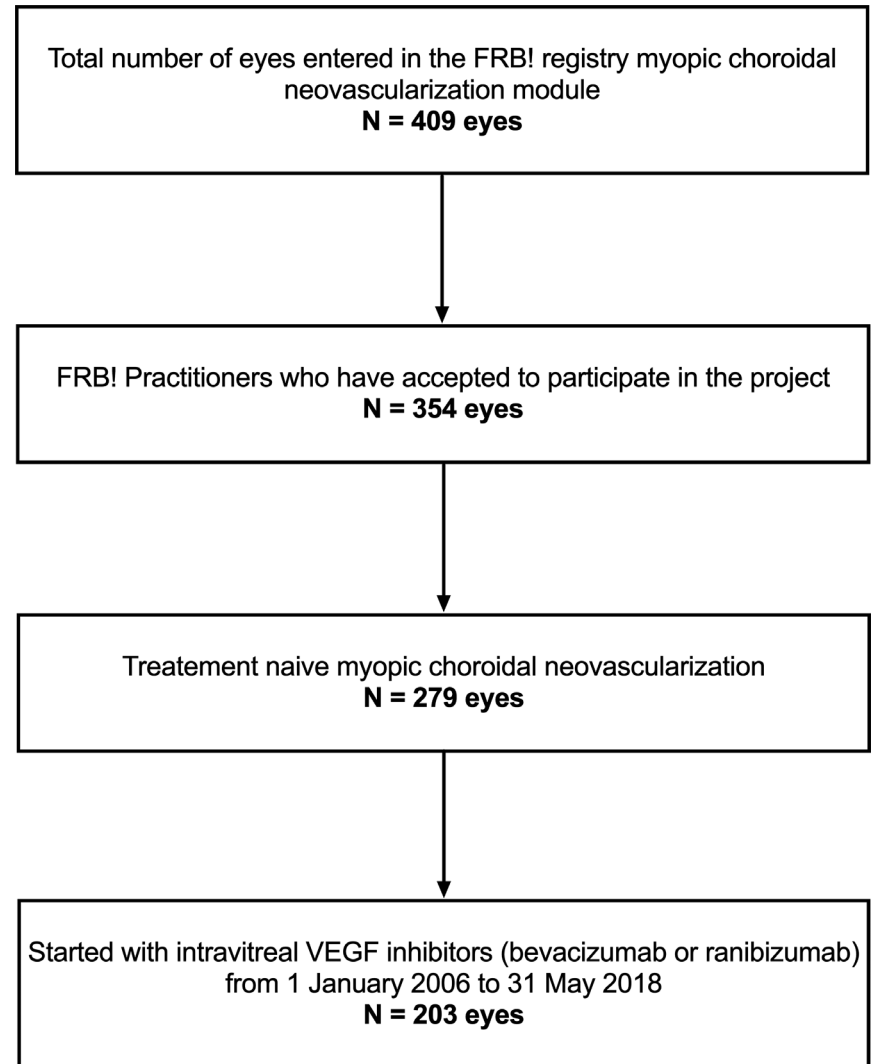 Total number of eyes entered in the FRB! registry myopic choroidal
neovascularization module
N = 409 eyes
FRB! Practitioners who have accepted to participate in the project
N = 354 eyes
Treatement naive myopic choroidal neovascularization
N = 279 eyes
Started with intravitreal VEGF inhibitors (bevacizumab or ranibizumab)
from 1 January 2006 to 31 May 2018
N = 203 eyes